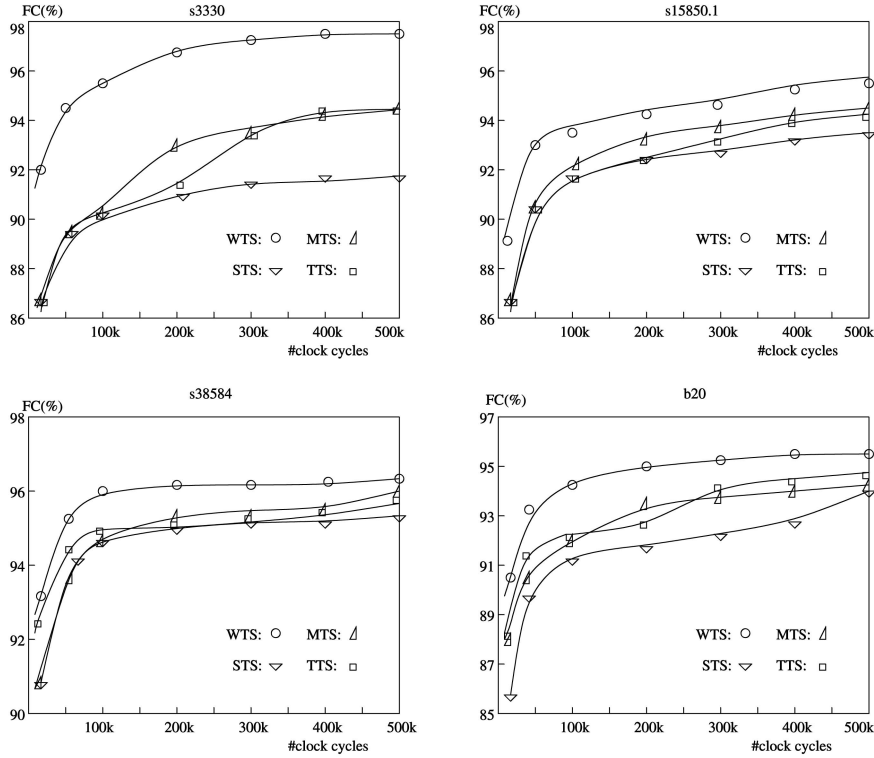 FC(%)
s3330
98
96
94
92
90
88
86
WTS:
MTS:
STS:
TTS:
100k
200k
300k
400k
500k
#clock cycles
FC(%)
s15850.1
98
96
94
92
90
88
86
WTS:
MTS:
STS:
TTS:
100k
200k
300k
400k
500k
#clock cycles
FC(%)
s38584
98
96
94
92
90
WTS:
MTS:
STS:
TTS:
100k
200k
300k
400k
500k
#clock cycles
FC(%)
b20
97
95
93
91
89
87
85
WTS:
MTS:
STS:
TTS:
100k
200k
300k
400k
500k
#clock cycles